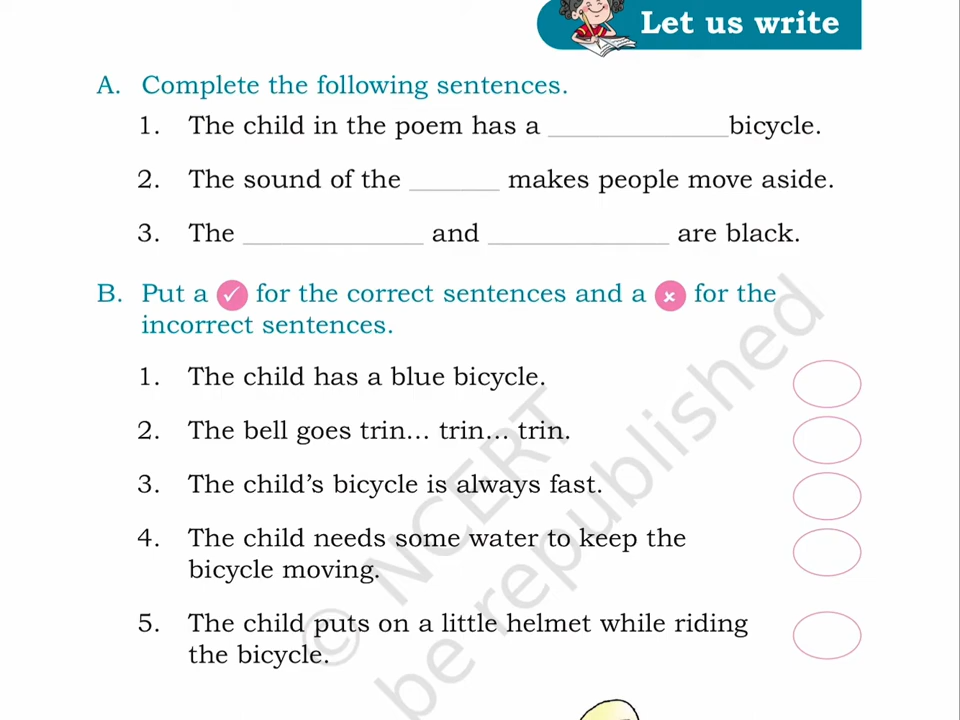 Let us write
A. Complete the following sentences.
1. The child in the poem has a ______________bicycle.
2. The sound of the _______ makes people move aside.
3. The ______________ and ______________ are black.
B. Put a ✓ for the correct sentences and a × for the
incorrect sentences.
1. The child has a blue bicycle.
2. The bell goes trin... trin... trin.
3. The child’s bicycle is always fast.
4. The child needs some water to keep the
bicycle moving.
5. The child puts on a little helmet while riding
the bicycle.
© NCERT
be republished